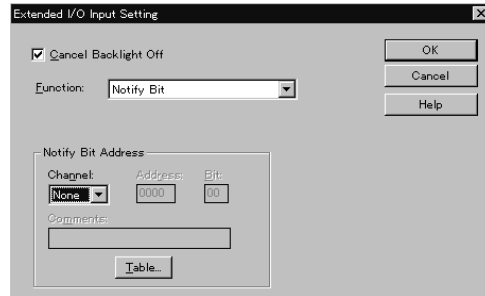 Extended I/O Input Setting
Cancel Backlight Off
OK
Function:
Notify Bit
Cancel
Help
Notify Bit Address
Channel:
Address:
Bit:
None
0000
00
Comments:
Table...